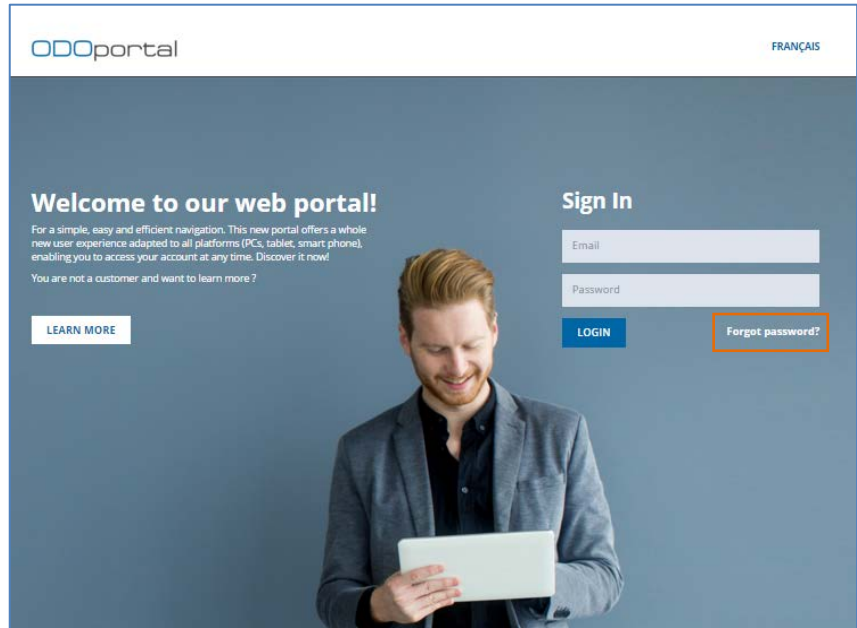 ODOportal
FRANÇAIS
Welcome to our web portal!
For a simple, easy and efficient navigation. This new portal offers a whole
new user experience adapted to all platforms (PCs, tablet, smart phone),
enabling you to access your account at any time. Discover it now!
You are not a customer and want to learn more ?
LEARN MORE
Sign In
Email
Password
LOGIN
Forgot password?